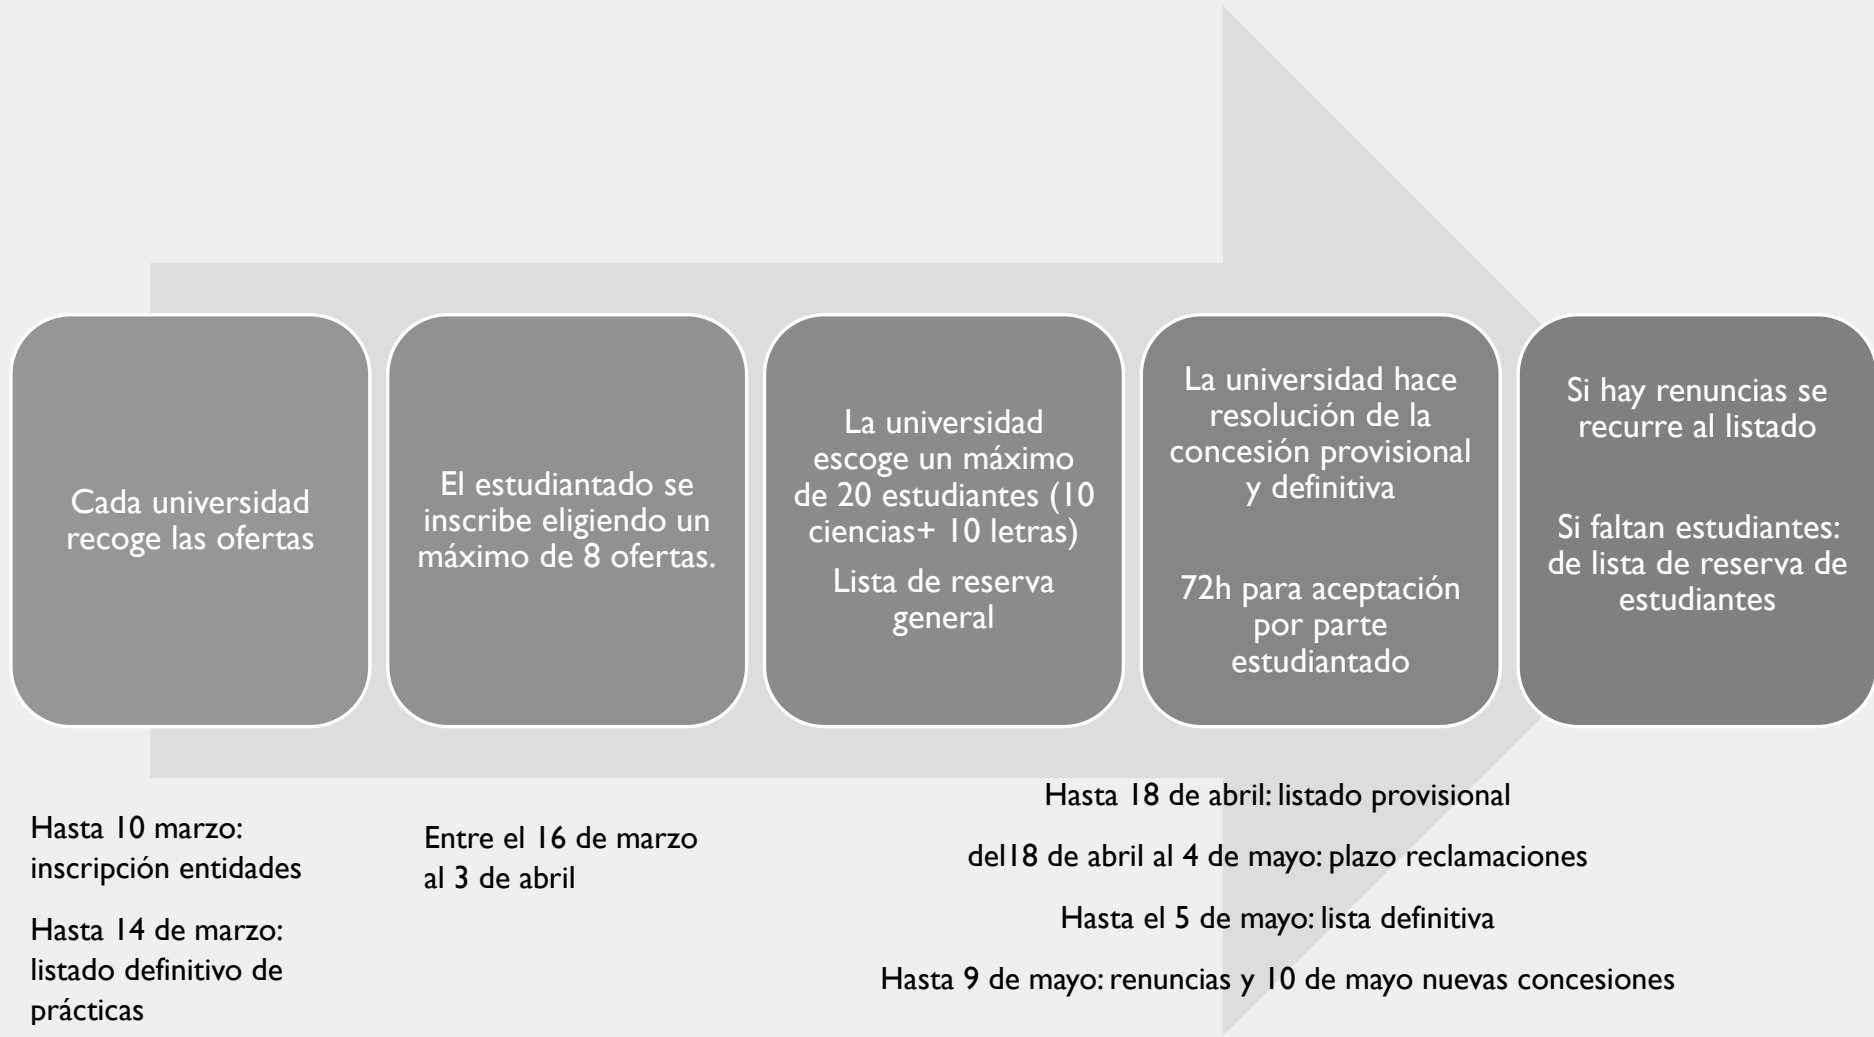 Cada universidad
recoge las ofertas
El estudiantado se
inscribe eligiendo un
máximo de 8 ofertas.
La universidad
escoge un máximo
de 20 estudiantes (10
ciencias+ 10 letras)
Lista de reserva
general
La universidad hace
resolución de la
concesión provisional
y definitiva
72h para aceptación
por parte
estudiantado
Si hay renuncias se
recurre al listado
Si faltan estudiantes:
de lista de reserva de
estudiantes
Hasta 10 marzo:
inscripción entidades
Hasta 14 de marzo:
listado definitivo de
prácticas
Entre el 16 de marzo
al 3 de abril
Hasta 18 de abril: listado provisional
del18 de abril al 4 de mayo: plazo reclamaciones
Hasta el 5 de mayo: lista definitiva
Hasta 9 de mayo: renuncias y 10 de mayo nuevas concesiones